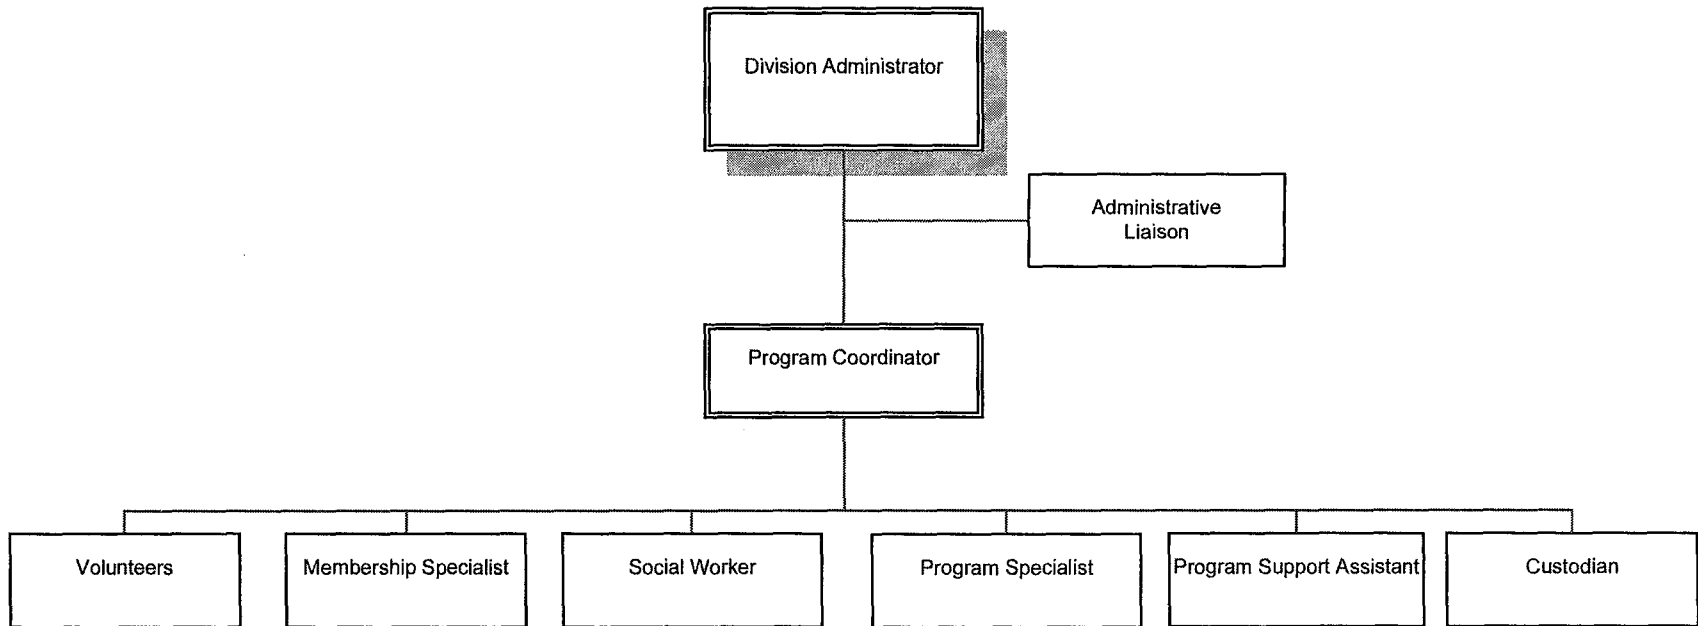 Division Administrator
Administrative
Liaison
Program Coordinator
Volunteers
Membership Specialist
Social Worker
Program Specialist
Program Support Assistant
Custodian